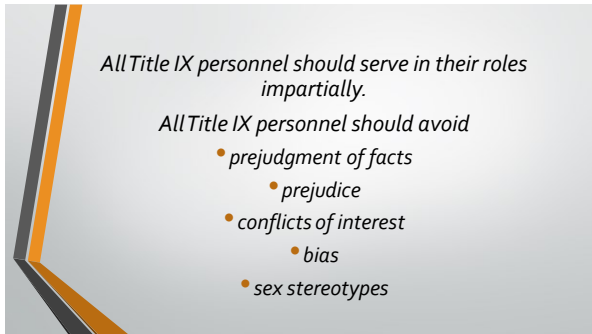 All Title IX personnel should serve in their roles
impartially.
All Title IX personnel should avoid
• prejudgment of facts
• prejudice
• conflicts of interest
• bias
• sex stereotypes